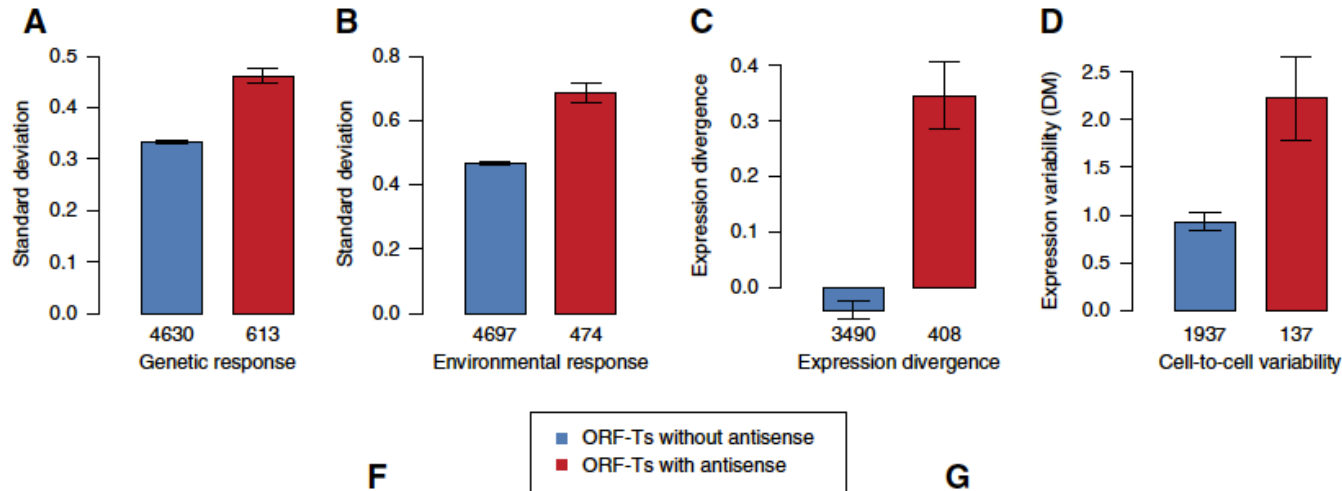 A
Standard deviation
0.5
0.4
0.3
0.2
0.1
0.0
4630 613
Genetic response
B
Standard deviation
0.8
0.6
0.4
0.2
0.0
4697 474
Environmental response
C
Expression divergence
0.4
0.3
0.2
0.1
0.0
3490 408
Expression divergence
D
Expression variability (DM)
2.5
2.0
1.5
1.0
0.5
0.0
1937 137
Cell-to-cell variability
ORF-Ts without antisense
ORF-Ts with antisense
F
G